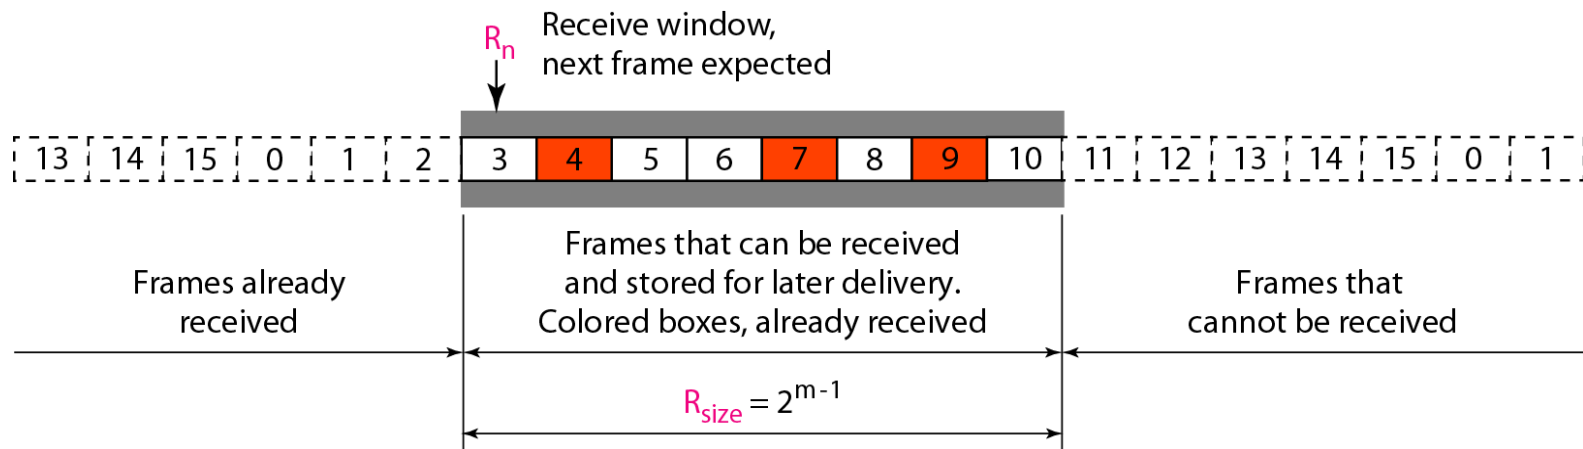 Rn
Receive window,
next frame expected
13 14 15 0 1 2 3 4 5 6 7 8 9 10 11 12 13 14 15 0 1
Frames already
received
Frames that can be received
and stored for later delivery.
Colored boxes, already received
Frames that
cannot be received
Rsize = 2^m-1